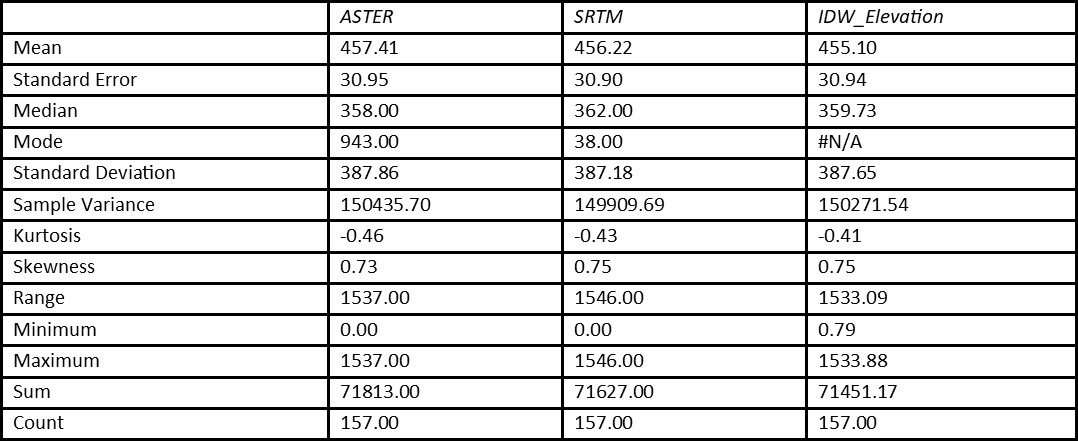 ASTER SRTM IDW_Elevation
Mean 457.41 456.22 455.10
Standard Error 30.95 30.90 30.94
Median 358.00 362.00 359.73
Mode 943.00 38.00 #N/A
Standard Deviation 387.86 387.18 387.65
Sample Variance 150435.70 149909.69 150271.54
Kurtosis -0.46 -0.43 -0.41
Skewness 0.73 0.75 0.75
Range 1537.00 1546.00 1533.09
Minimum 0.00 0.00 0.79
Maximum 1537.00 1546.00 1533.88
Sum 71813.00 71627.00 71451.17
Count 157.00 157.00 157.00